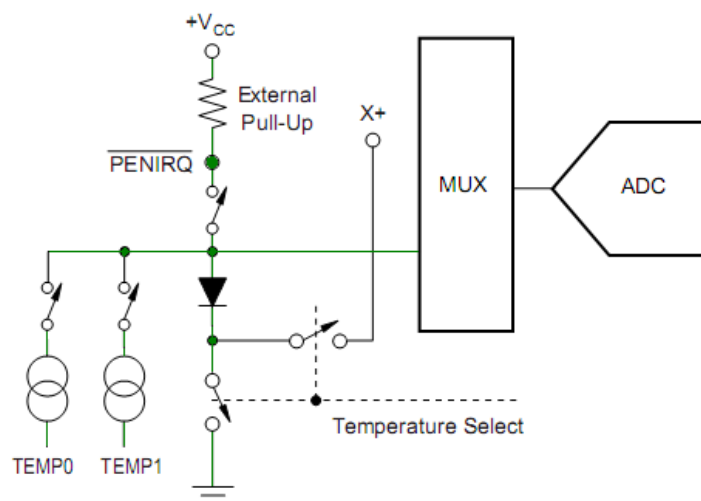 +VCC
External
Pull-Up
X+
PENIRQ
MUX
ADC
Temperature Select
TEMP0
TEMP1